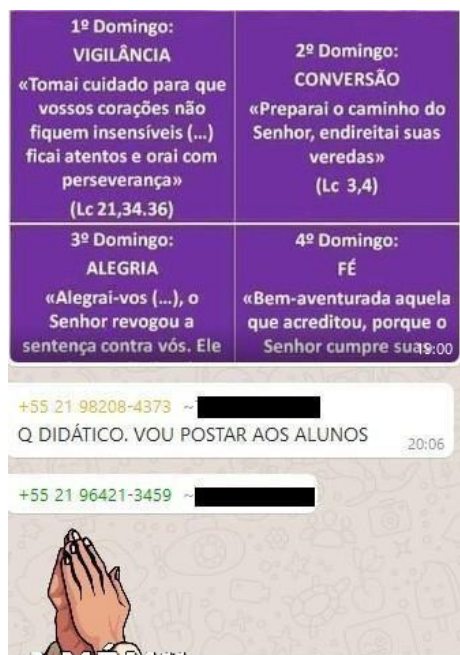 1º Domingo:
VIGILÂNCIA
«Tomai cuidado para que
vossos corações não
fiquem insensíveis (...)
ficai atentos e orai com
perseverança»
(Lc 21,34.36)
2º Domingo:
CONVERSÃO
«Preparai o caminho do
Senhor, endireitai suas
veredas»
(Lc 3,4)
3º Domingo:
ALEGRIA
«Alegrai-vos (...), o
Senhor revogou a
sentença contra vós. Ele
4º Domingo:
FÉ
«Bem-aventurada aquela
que acreditou, porque o
Senhor cumpre suas
19:00
+55 21 98208-4373 ~
Q DIDÁTICO. VOU POSTAR AOS ALUNOS
20:06
+55 21 96421-3459 ~